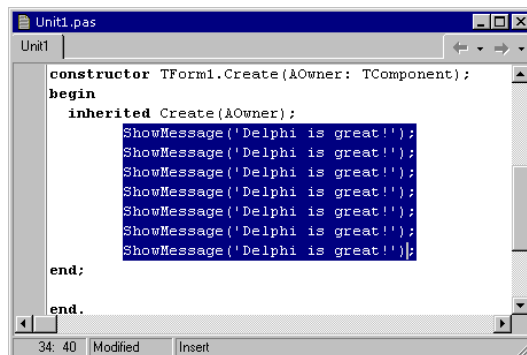 Unit1.pas
Unit1
constructor TForm1.Create(AOwner: TComponent);
begin
inherited Create(AOwner);
ShowMessage('Delphi is great!');
ShowMessage('Delphi is great!');
ShowMessage('Delphi is great!');
ShowMessage('Delphi is great!');
ShowMessage('Delphi is great!');
ShowMessage('Delphi is great!');
ShowMessage('Delphi is great!');
end;
end.
34: 40 Modified Insert